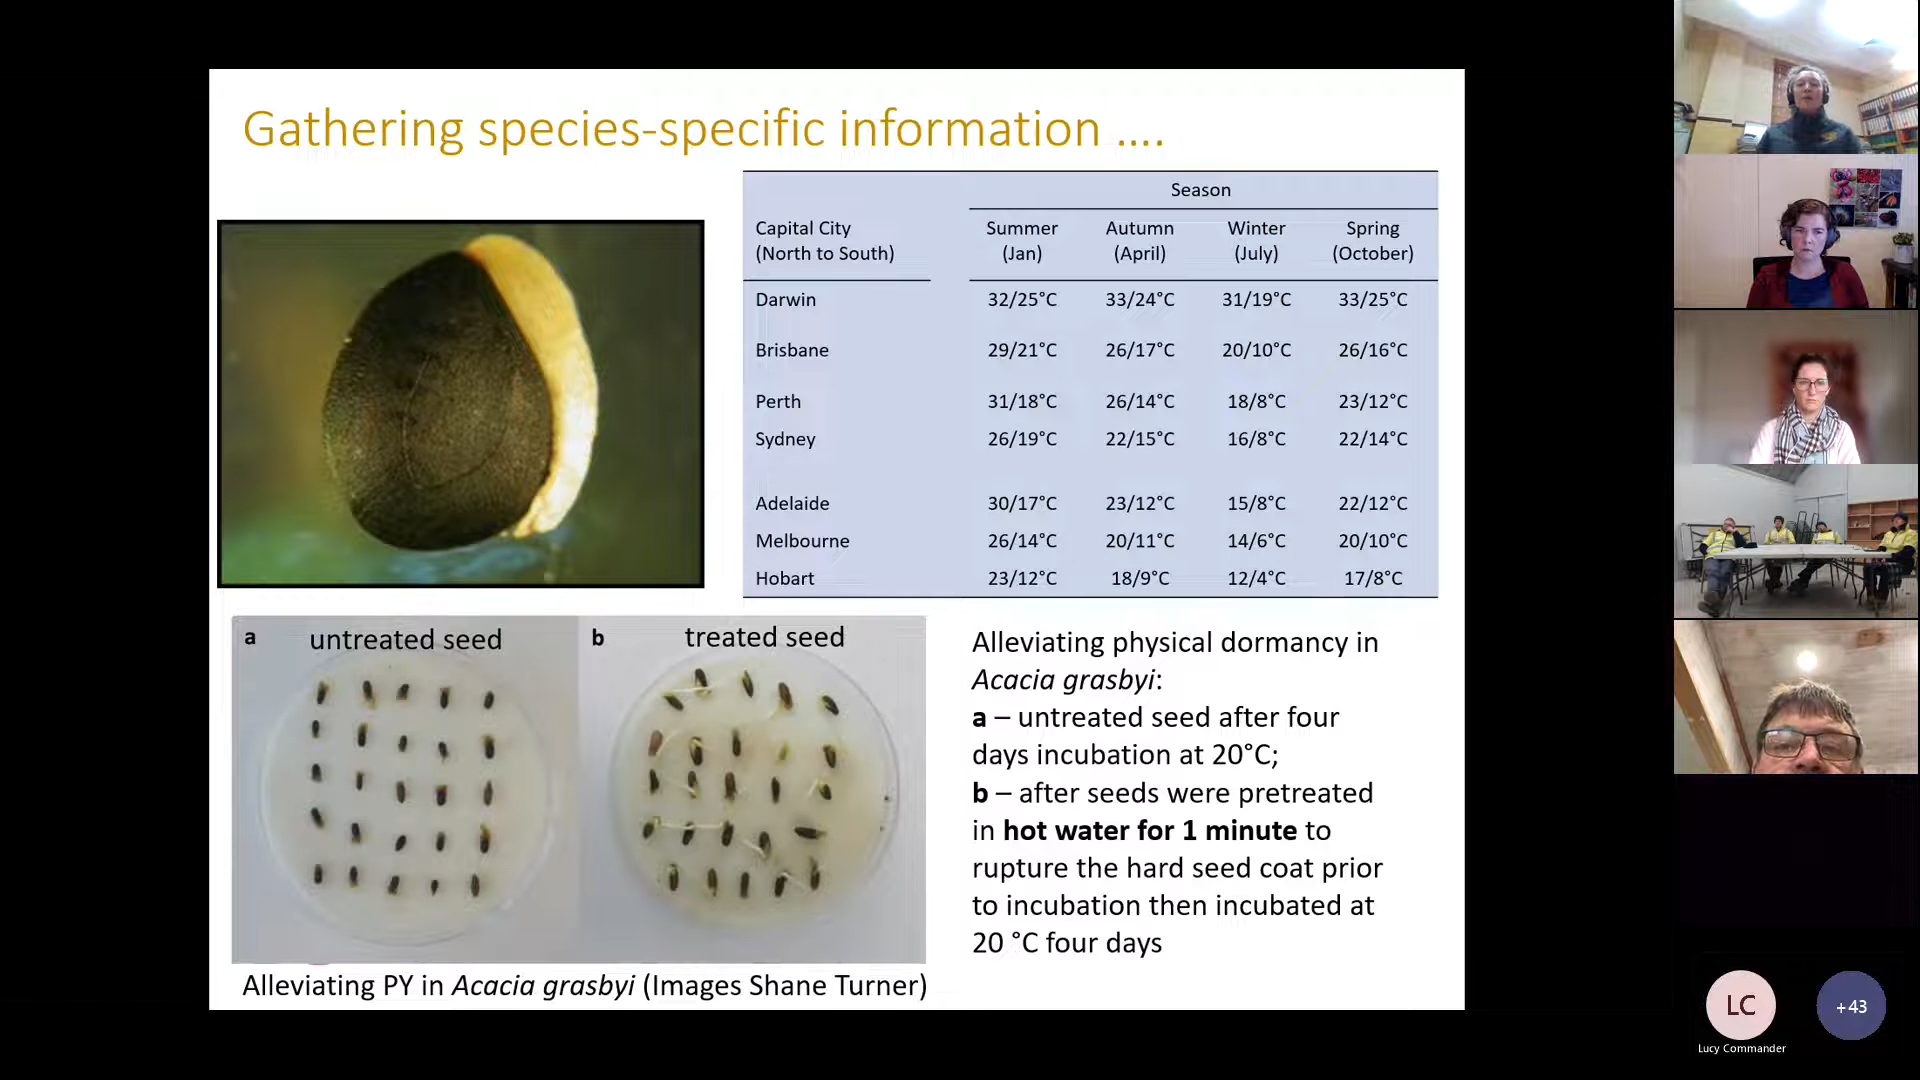 Gathering species-specific information ....
Season
Capital City Summer Autumn Winter Spring
(North to South) (Jan) (April) (July) (October)
Darwin 32/25°C 33/24°C 31/19°C 33/25°C
Brisbane 29/21°C 26/17°C 20/10°C 26/16°C
Perth 31/18°C 26/14°C 18/8°C 23/12°C
Sydney 26/19°C 22/15°C 16/8°C 22/14°C
Adelaide 30/17°C 23/12°C 15/8°C 22/12°C
Melbourne 26/14°C 20/11°C 14/6°C 20/10°C
Hobart 23/12°C 18/9°C 12/4°C 17/8°C
a untreated seed
b treated seed
Alleviating PY in Acacia grasbyi (Images Shane Turner)
Alleviating physical dormancy in
Acacia grasbyi:
a – untreated seed after four
days incubation at 20°C;
b – after seeds were pretreated
in hot water for 1 minute to
rupture the hard seed coat prior
to incubation then incubated at
20 °C four days
LC
Lucy Commander
+43